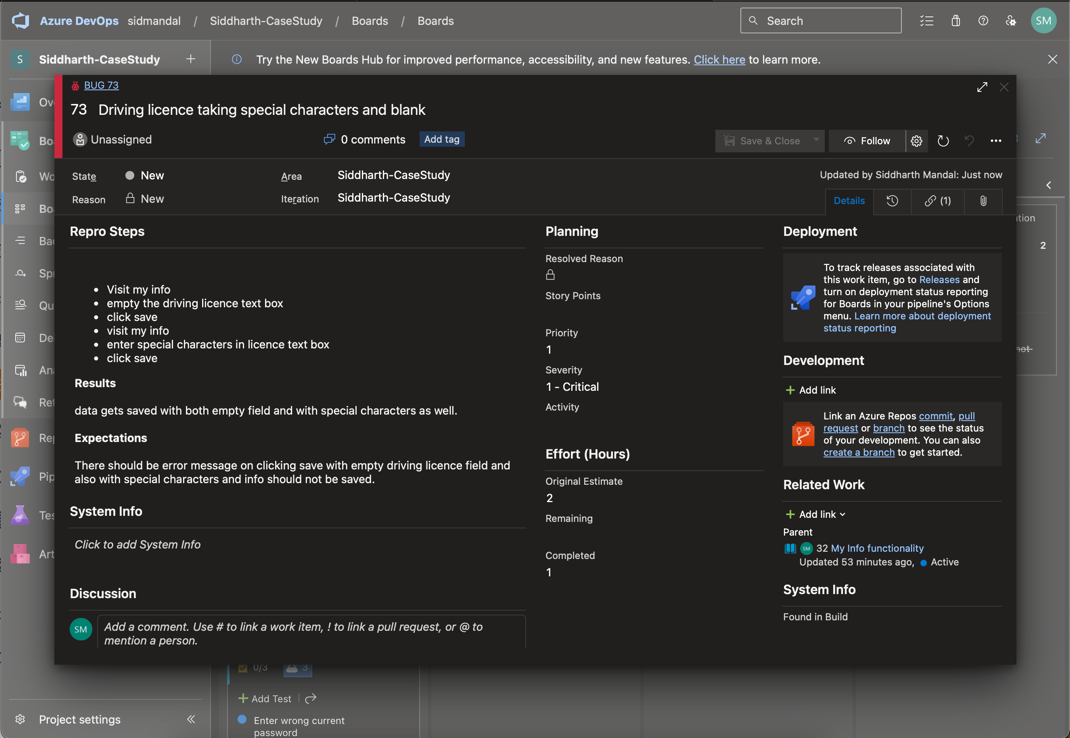 Azure DevOps sidmandal / Siddharth-CaseStudy / Boards / Boards
Search
SM
S Siddharth-CaseStudy
Try the New Boards Hub for improved performance, accessibility, and new features. Click here to learn more.
BUG 73
73 Driving licence taking special characters and blank
Unassigned
0 comments
Add tag
Save & Close
Follow
State
New
Area
Siddharth-CaseStudy
Updated by Siddharth Mandal: Just now
Reason
New
Iteration
Siddharth-CaseStudy
Details
(1)
Repro Steps
• Visit my info
• empty the driving licence text box
• click save
• visit my info
• enter special characters in licence text box
• click save
Results
data gets saved with both empty field and with special characters as well.
Expectations
There should be error message on clicking save with empty driving licence field and
also with special characters and info should not be saved.
System Info
Click to add System Info
Discussion
SM
Add a comment. Use # to link a work item, ! to link a pull request, or @ to
mention a person.
Planning
Resolved Reason
Story Points
Priority
1
Severity
1 - Critical
Activity
Effort (Hours)
Original Estimate
2
Remaining
Completed
1
Deployment
To track releases associated with
this work item, go to Releases and
turn on deployment status reporting
for Boards in your pipeline's Options
menu. Learn more about deployment
status reporting
Development
Add link
Link an Azure Repos commit, pull
request or branch to see the status
of your development. You can also
create a branch to get started.
Related Work
Add link
Parent
SM 32 My Info functionality
Updated 53 minutes ago, Active
System Info
Found in Build
2
0/3
3
Add Test
Enter wrong current
password
Project settings